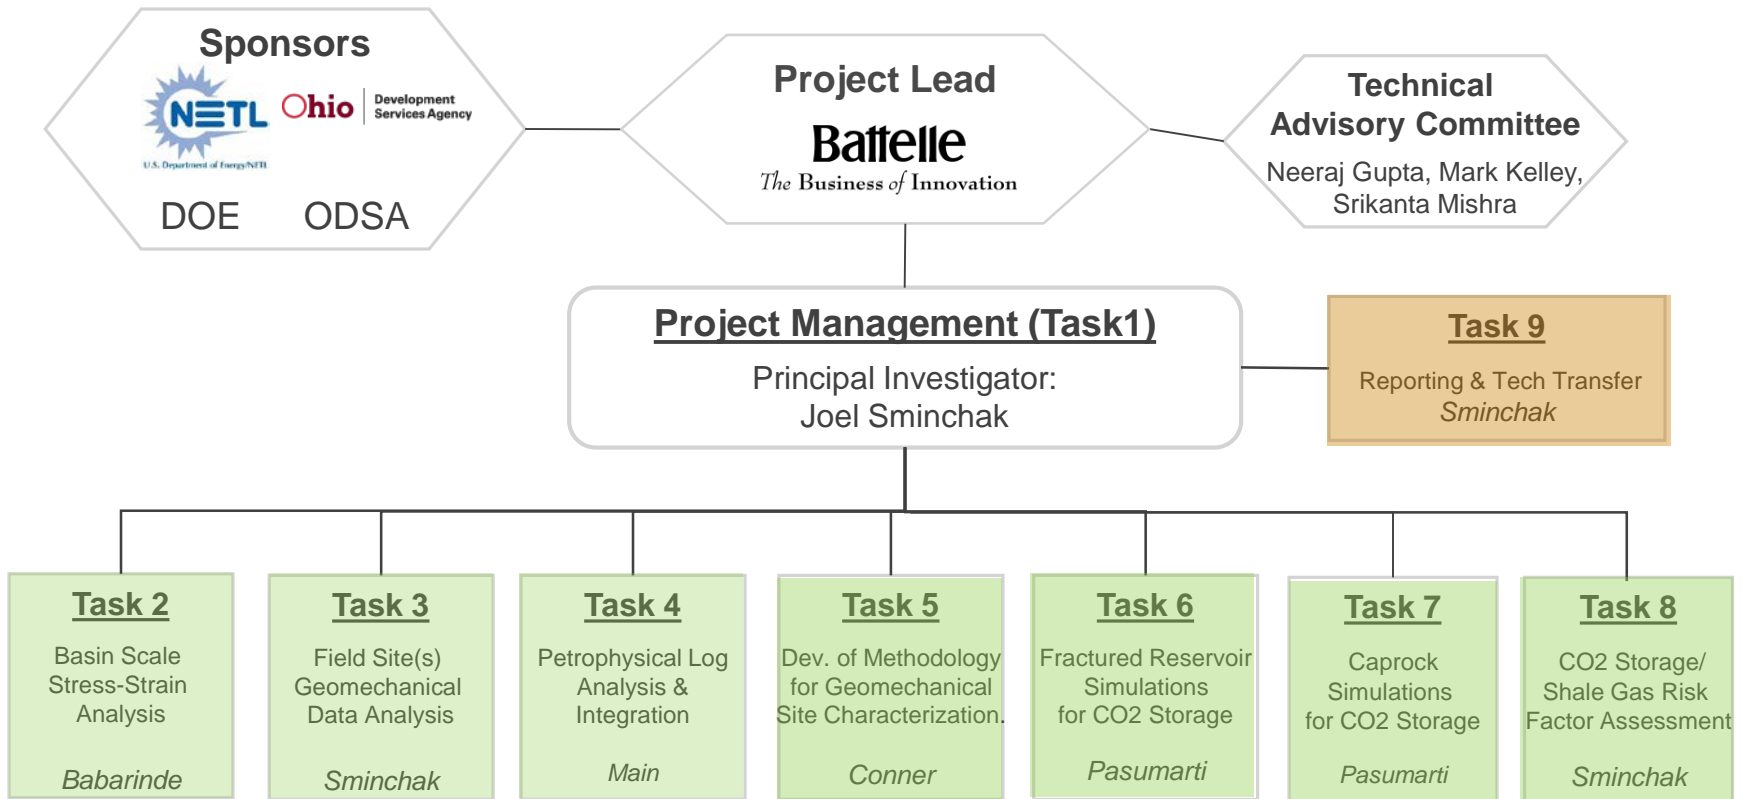 Sponsors
NETL
U.S. Department of Energy/NETL
Ohio
Development
Services Agency
DOE ODSA
Project Lead
Battelle
The Business of Innovation
Technical
Advisory Committee
Neeraj Gupta, Mark Kelley,
Srikanta Mishra
Project Management (Task1)
Principal Investigator:
Joel Sminchak
Task 9
Reporting & Tech Transfer
Sminchak
Task 2
Basin Scale
Stress-Strain
Analysis
Babarinde
Task 3
Field Site(s)
Geomechanical
Data Analysis
Sminchak
Task 4
Petrophysical Log
Analysis &
Integration
Main
Task 5
Dev. of Methodology
for Geomechanical
Site Characterization.
Conner
Task 6
Fractured Reservoir
Simulations
for CO2 Storage
Pasumarti
Task 7
Caprock
Simulations
for CO2 Storage
Pasumarti
Task 8
CO2 Storage/
Shale Gas Risk
Factor Assessment
Sminchak